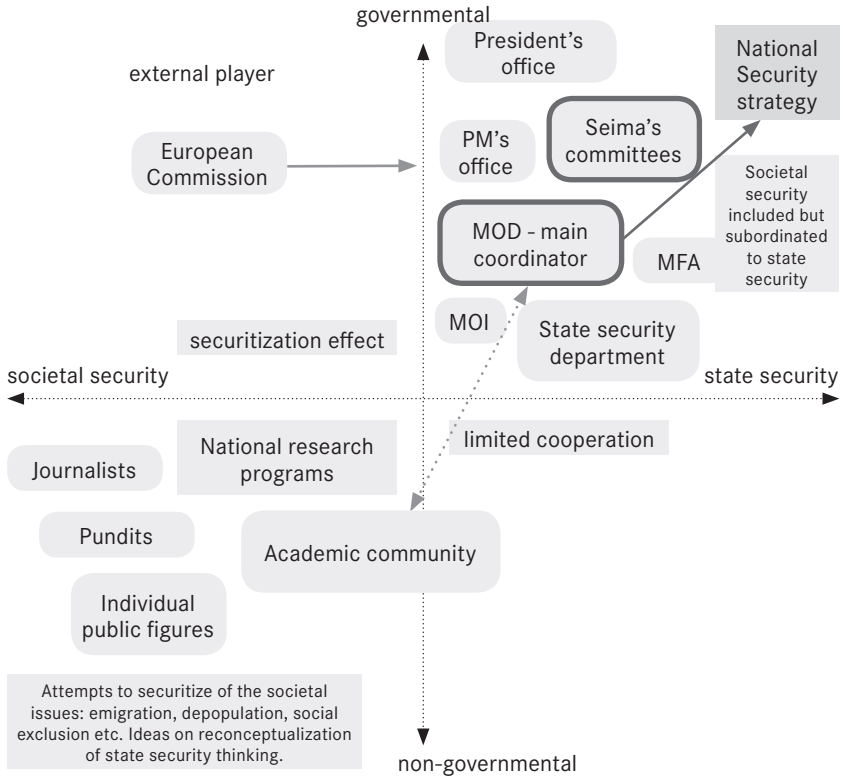 governmental
President's
office
National
Security
strategy
external player
European
Commission
PM's
office
Seima's
committees
Societal
security
included but
subordinated
to state
security
MOD - main
coordinator
MFA
MOI
State security
department
securitization effect
societal security
state security
National research
programs
limited cooperation
Journalists
Pundits
Academic community
Individual
public figures
Attempts to securitize of the societal
issues: emigration, depopulation, social
exclusion etc. Ideas on reconceptualization
of state security thinking.
non-governmental